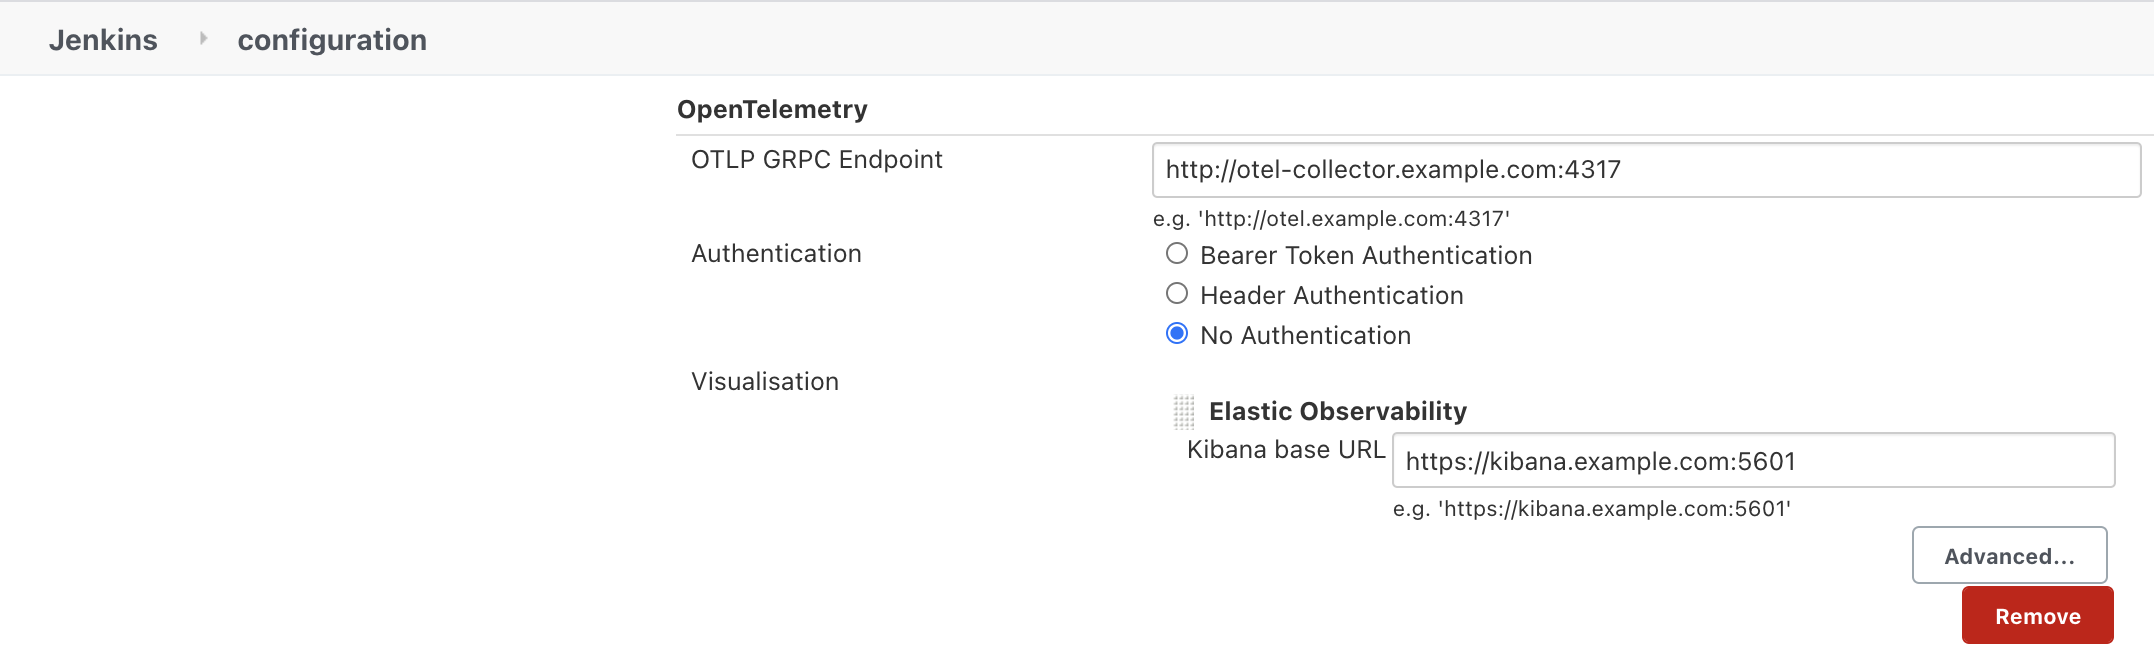 Jenkins configuration
OpenTelemetry
OTLP GRPC Endpoint
http://otel-collector.example.com:4317
e.g. 'http://otel.example.com:4317'
Authentication
Bearer Token Authentication
Header Authentication
No Authentication
Visualisation
Elastic Observability
Kibana base URL
https://kibana.example.com:5601
e.g. 'https://kibana.example.com:5601'
Advanced...
Remove